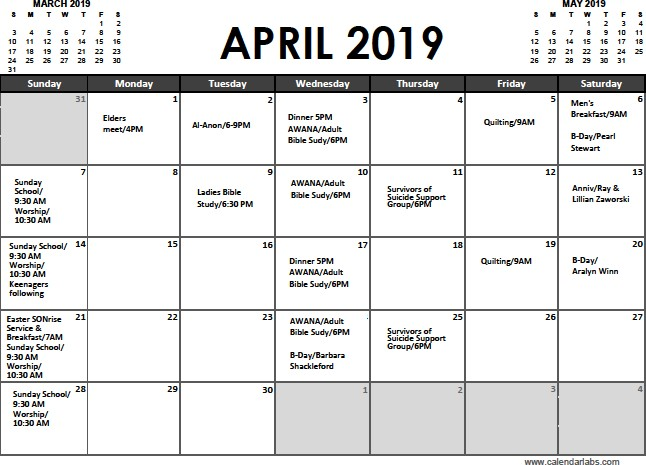 MARCH 2019
S M T W T F S
1 2
3 4 5 6 7 8 9
10 11 12 13 14 15 16
17 18 19 20 21 22 23
24 25 26 27 28 29 30
31
APRIL 2019
MAY 2019
S M T W T F S
1 2 3 4
5 6 7 8 9 10 11
12 13 14 15 16 17 18
19 20 21 22 23 24 25
26 27 28 29 30 31
Sunday Monday Tuesday Wednesday Thursday Friday Saturday
31
1
Elders
meet/4PM
2
Al-Anon/6-9PM
3
Dinner 5PM
AWANA/Adult
Bible Sudy/6PM
4
5
Quilting/9AM
6
Men's
Breakfast/9AM
B-Day/Pearl
Stewart
7
Sunday
School/
9:30 AM
Worship/
10:30 AM
8
9
Ladies Bible
Study/6:30 PM
10
AWANA/Adult
Bible Sudy/6PM
11
Survivors of
Suicide Support
Group/6PM
12
13
Anniv/Ray &
Lillian Zaworski
14
Sunday School/
9:30 AM
Worship/
10:30 AM
Keenagers
following
15
16
17
Dinner 5PM
AWANA/Adult
Bible Sudy/6PM
18
19
Quilting/9AM
20
B-Day/
Aralyn Winn
21
Easter SONrise
Service &
Breakfast/7AM
Sunday School/
9:30 AM
Worship/
10:30 AM
22
23
AWANA/Adult
Bible Sudy/6PM
B-Day/Barbara
Shackleford
25
Survivors of
Suicide Support
Group/6PM
26
27
28
Sunday School/
9:30 AM
Worship/
10:30 AM
29
30
1
2
3
4
www.calendarlabs.com